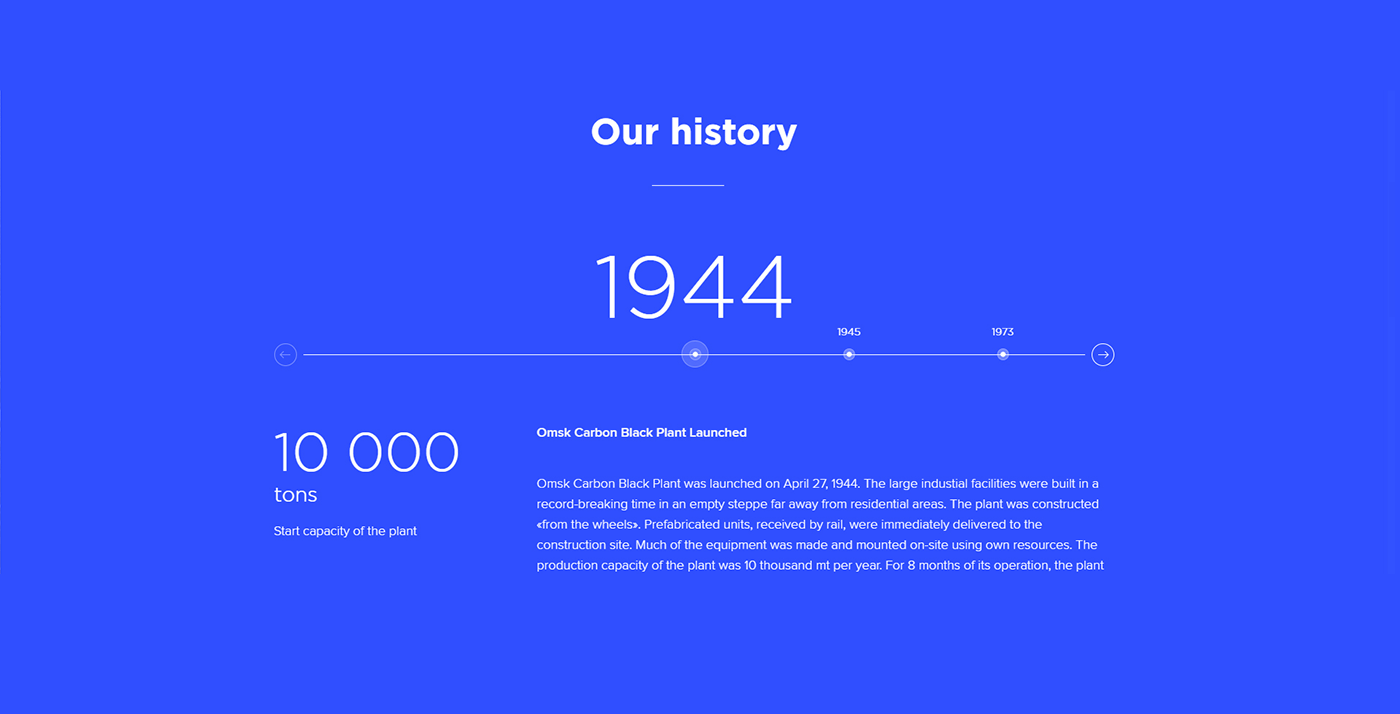 Our history
1944
1945
1973
10 000
tons
Start capacity of the plant
Omsk Carbon Black Plant Launched
Omsk Carbon Black Plant was launched on April 27, 1944. The large industial facilities were built in a
record-breaking time in an empty steppe far away from residential areas. The plant was constructed
«from the wheels». Prefabricated units, received by rail, were immediately delivered to the
construction site. Much of the equipment was made and mounted on-site using own resources. The
production capacity of the plant was 10 thousand mt per year. For 8 months of its operation, the plant